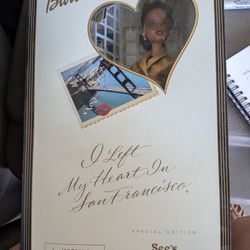 I Left
My Heart In
San Francisco®
SPECIAL EDITION
See's